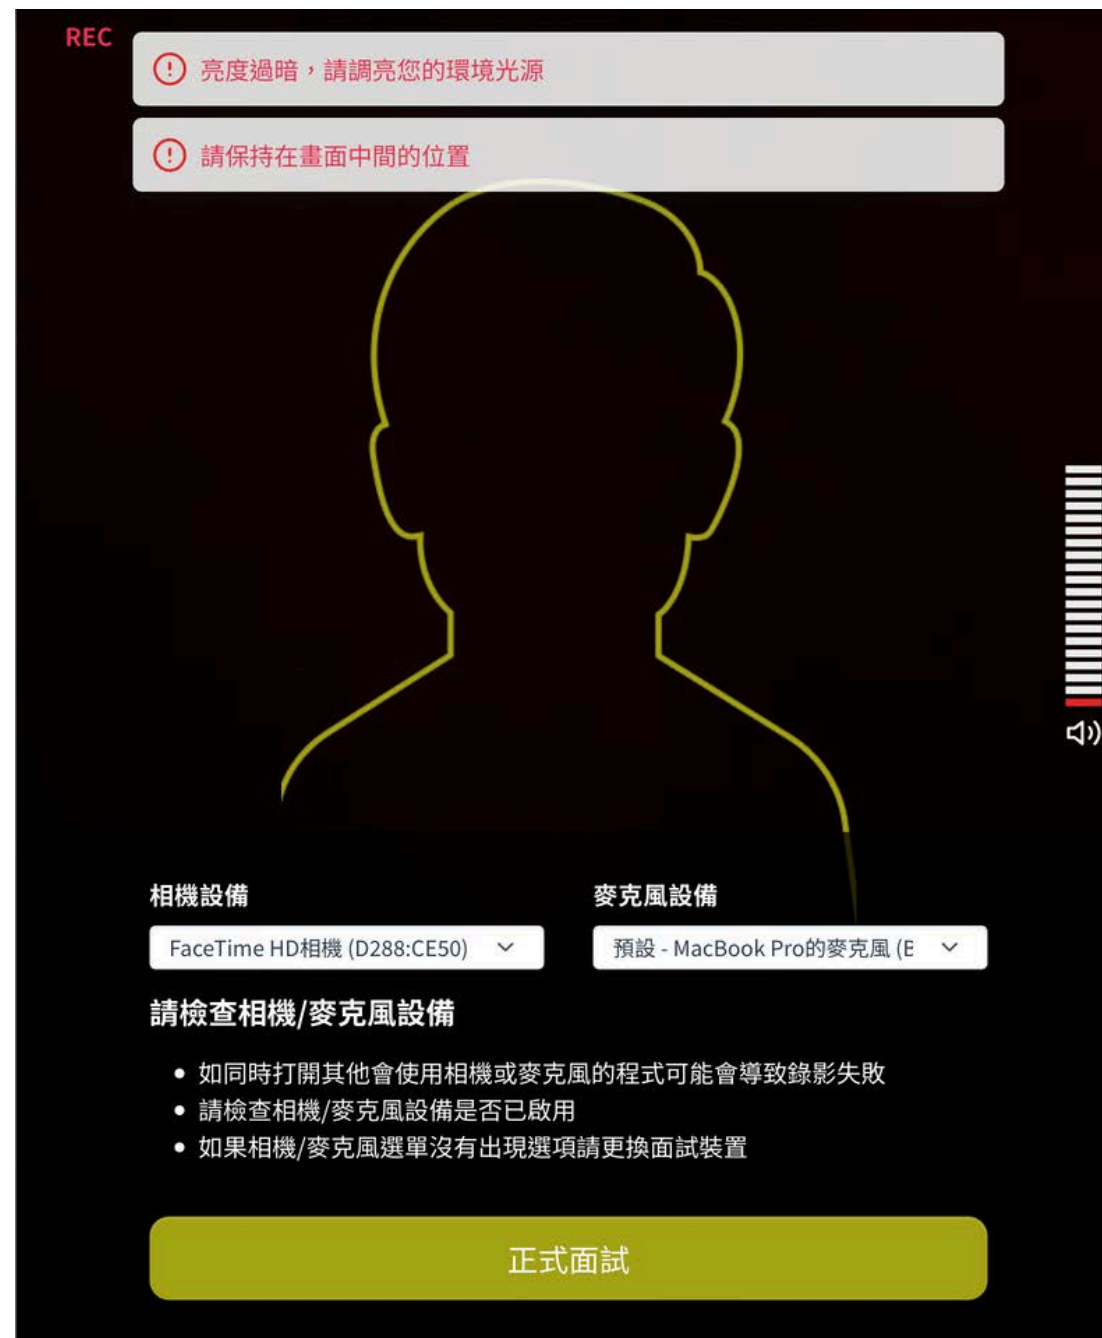 REC
亮度過暗，請調亮您的環境光源
請保持在畫面中間的位置
相機設備
麥克風設備
FaceTime HD相機 (D288:CE50)
預設 - MacBook Pro的麥克風 (E
請檢查相機/麥克風設備
如同時打開其他會使用相機或麥克風的程式可能會導致錄影失敗
請檢查相機/麥克風設備是否已啟用
如果相機/麥克風選單沒有出現選項請更換面試裝置
正式面試